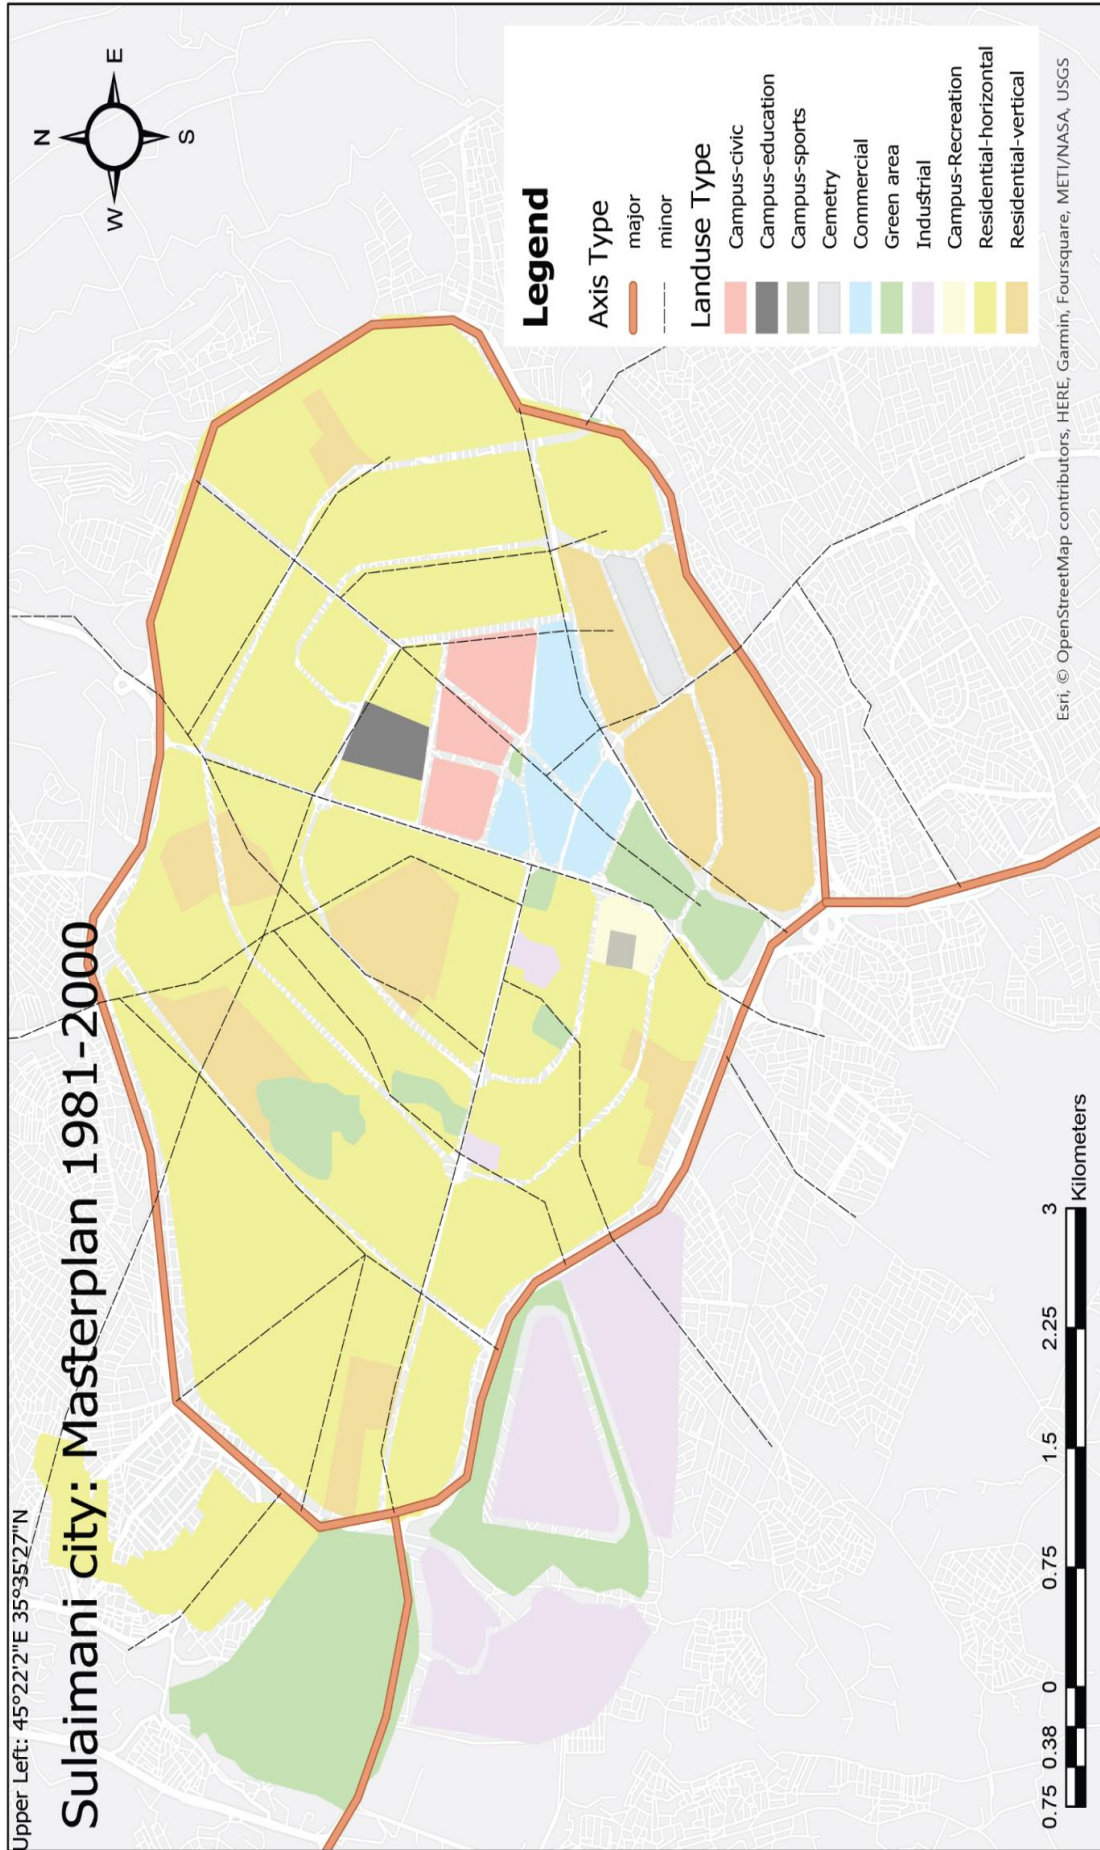 Upper Left: 45°22'2"E 35°35'27"N
Sulaimani city: Masterplan 1981-2000
N
W E
S
Legend
Axis Type
major
minor
Landuse Type
Campus-civic
Campus-education
Campus-sports
Cemetry
Commercial
Green area
Industrial
Campus-Recreation
Residential-horizontal
Residential-vertical
0.75 0.38 0 0.75 1.5 2.25 3
Kilometers
Esri, © OpenStreetMap contributors, HERE, Garmin, Foursquare, METI/NASA, USGS